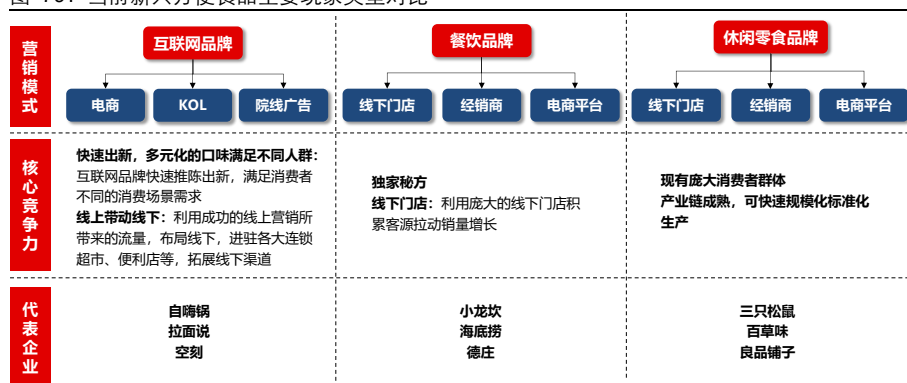 营销模式
互联网品牌
餐饮品牌
休闲零食品牌
电商
KOL
院线广告
线下门店
经销商
电商平台
线下门店
经销商
电商平台
核心竞争力
快速出新，多元化的口味满足不同人群：
互联网品牌快速推陈出新，满足消费者
不同的消费场景需求
线上带动线下：利用成功的线上营销所
带来的流量，布局线下，进驻各大连锁
超市、便利店等，拓展线下渠道
独家秘方
线下门店：利用庞大的线下门店积
累客源拉动销量增长
现有庞大消费者群体
产业链成熟，可快速规模化标准化
生产
代表企业
自嗨锅
拉面说
空刻
小龙坎
海底捞
德庄
三只松鼠
百草味
良品铺子